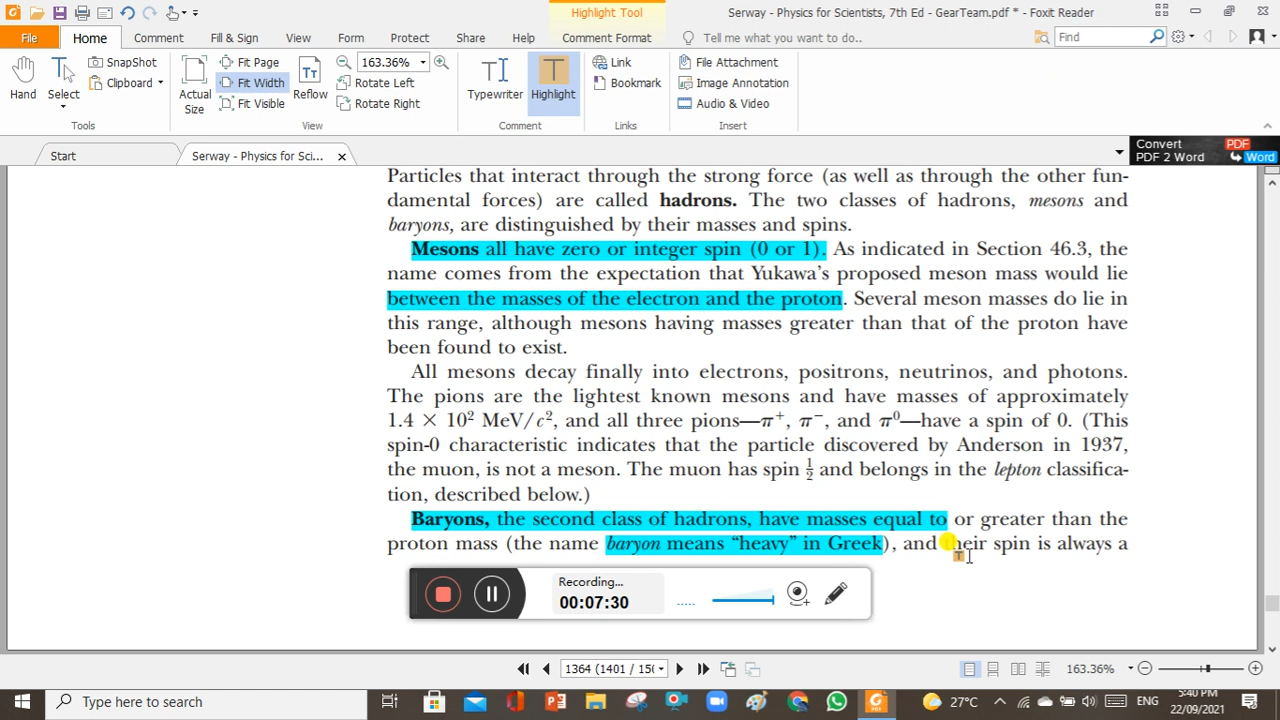 Highlight Tool
Serway - Physics for Scientists, 7th Ed - GearTeam.pdf * - Foxit Reader
File Home Comment Fill & Sign View Form Protect Share Help Comment Format Tell me what you want to do.. Find
Hand Select SnapShot Clipboard Actual Size Fit Page Fit Width Fit Visible Reflow 163.36% Rotate Left Rotate Right Typewriter Highlight Link Bookmark File Attachment Image Annotation Audio & Video
Tools View Comment Links Insert
Start Serway - Physics for Sci... Convert PDF
PDF 2 Word Word
Particles that interact through the strong force (as well as through the other fun-
damental forces) are called hadrons. The two classes of hadrons, mesons and
baryons, are distinguished by their masses and spins.
Mesons all have zero or integer spin (0 or 1). As indicated in Section 46.3, the
name comes from the expectation that Yukawa's proposed meson mass would lie
between the masses of the electron and the proton. Several meson masses do lie in
this range, although mesons having masses greater than that of the proton have
been found to exist.
All mesons decay finally into electrons, positrons, neutrinos, and photons.
The pions are the lightest known mesons and have masses of approximately
1.4 × 10² MeV/c², and all three pions—π⁺, π⁻, and π⁰—have a spin of 0. (This
spin-0 characteristic indicates that the particle discovered by Anderson in 1937,
the muon, is not a meson. The muon has spin ½ and belongs in the lepton classifica-
tion, described below.)
Baryons, the second class of hadrons, have masses equal to or greater than the
proton mass (the name baryon means “heavy” in Greek), and their spin is always a
Recording...
00:07:30
1364 (1401 / 150 163.36%
Type here to search 27°C ENG 5:40 PM
22/09/2021